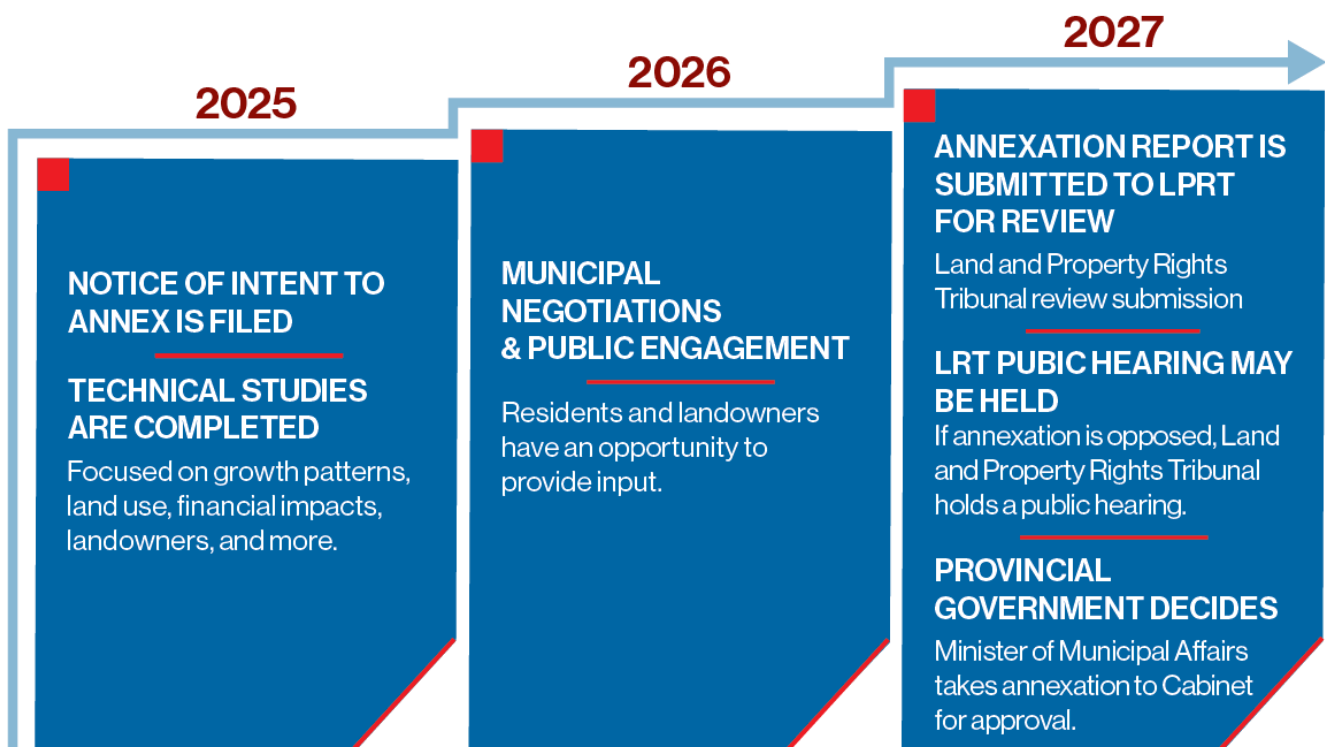 2025
NOTICE OF INTENT TO
ANNEX IS FILED
TECHNICAL STUDIES
ARE COMPLETED
Focused on growth patterns,
land use, financial impacts,
landowners, and more.
2026
MUNICIPAL
NEGOTIATIONS
& PUBLIC ENGAGEMENT
Residents and landowners
have an opportunity to
provide input.
2027
ANNEXATION REPORT IS
SUBMITTED TO LPRT
FOR REVIEW
Land and Property Rights
Tribunal review submission
LRT PUBIC HEARING MAY
BE HELD
If annexation is opposed, Land
and Property Rights Tribunal
holds a public hearing.
PROVINCIAL
GOVERNMENT DECIDES
Minister of Municipal Affairs
takes annexation to Cabinet
for approval.